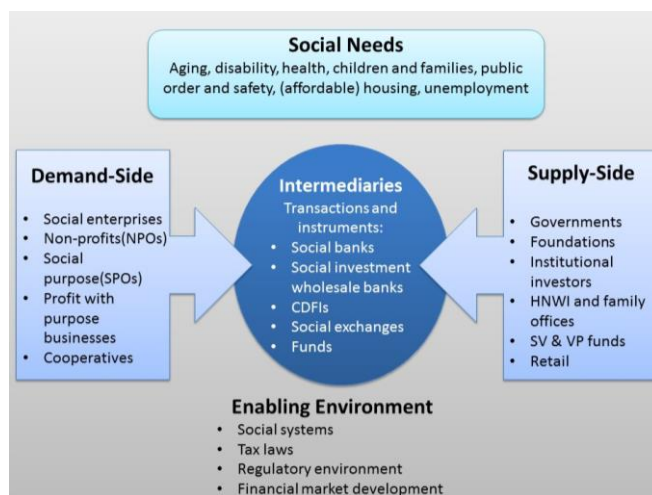 Social Needs
Aging, disability, health, children and families, public
order and safety, (affordable) housing, unemployment
Demand-Side
• Social enterprises
• Non-profits(NPOs)
• Social
purpose(SPOs)
• Profit with
purpose
businesses
• Cooperatives
Intermediaries
Transactions and
instruments:
• Social banks
• Social investment
wholesale banks
• CDFIs
• Social exchanges
• Funds
Supply-Side
• Governments
• Foundations
• Institutional
investors
• HNWI and family
offices
• SV & VP funds
• Retail
Enabling Environment
• Social systems
• Tax laws
• Regulatory environment
• Financial market development